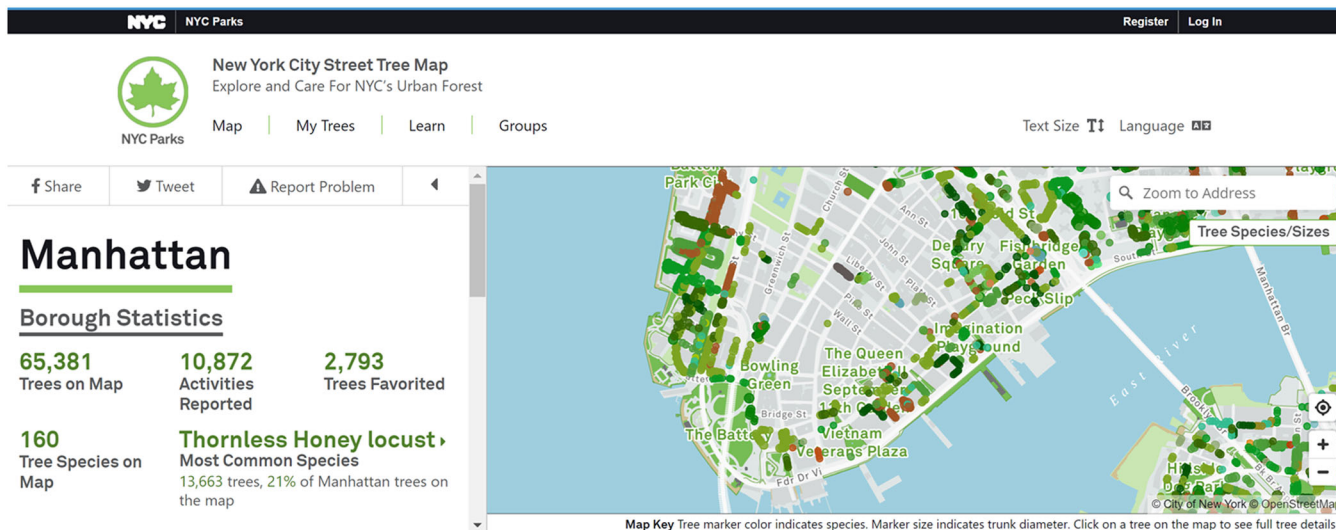 NYC NYC Parks Register Log In
New York City Street Tree Map
Explore and Care For NYC's Urban Forest
NYC Parks
Map My Trees Learn Groups
Text Size Language
Share Tweet Report Problem
Manhattan
Borough Statistics
65,381
Trees on Map
10,872
Activities
Reported
2,793
Trees Favorited
160
Tree Species on
Map
Thornless Honey locust
Most Common Species
13,663 trees, 21% of Manhattan trees on
the map
Park
Zoom to Address
Tree Species/Sizes
Church St
Ann St
Greenwich St
John St
Liberty St
Platt St
Pine St
Wall St
Fishbridge
Garden
Square
Peck Slip
South St
Manhattan Br
Imagination
Playground
East River
The Queen
Elizabeth II
September
Bowling
Green
Bridge St
The Battery
Vietnam
Veterans Plaza
Fdr Dr Vi
© City of New York © OpenStreetMap
Map Key Tree marker color indicates species. Marker size indicates trunk diameter. Click on a tree on the map to see full tree details